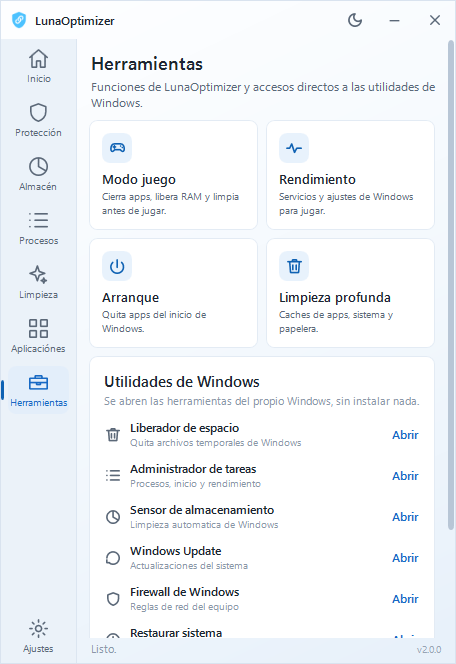 LunaOptimizer
Inicio
Protección
Almacén
Procesos
Limpieza
Aplicaciónes
Herramientas
Ajustes
Herramientas
Funciones de LunaOptimizer y accesos directos a las utilidades de
Windows.
Modo juego
Cierra apps, libera RAM y limpia
antes de jugar.
Rendimiento
Servicios y ajustes de Windows
para jugar.
Arranque
Quita apps del inicio de
Windows.
Limpieza profunda
Caches de apps, sistema y
papelera.
Utilidades de Windows
Se abren las herramientas del propio Windows, sin instalar nada.
Liberador de espacio
Quita archivos temporales de Windows
Abrir
Administrador de tareas
Procesos, inicio y rendimiento
Abrir
Sensor de almacenamiento
Limpieza automatica de Windows
Abrir
Windows Update
Actualizaciones del sistema
Abrir
Firewall de Windows
Reglas de red del equipo
Abrir
Restaurar sistema
Abrir
Listo.
v2.0.0